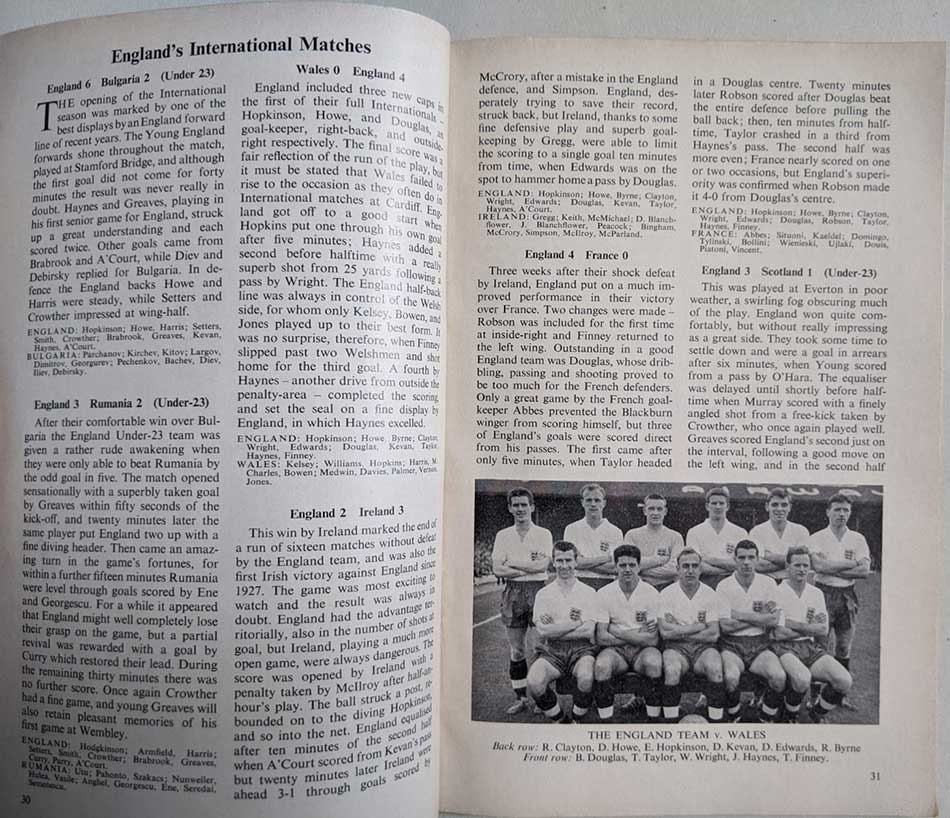 England's International Matches
England 6 Bulgaria 2 (Under 23)
THE opening of the International
season was marked by one of the
best displays by an England forward
line of recent years. The Young England
forwards shone throughout the match,
played at Stamford Bridge, and although
the first goal did not come for forty
minutes the result was never really in
doubt. Haynes and Greaves, playing in
his first senior game for England, struck
up a great understanding and each
scored twice. Other goals came from
Brabrook and A'Court, while Diev and
Debirsky replied for Bulgaria. In de-
fence the England backs Howe and
Harris were steady, while Setters and
Crowther impressed at wing-half.
ENGLAND: Hopkinson; Howe, Harris; Setters,
Smith, Crowther; Brabrook, Greaves, Kevan,
Haynes, A'Court.
BULGARIA: Parchanov; Kirchev, Kitov; Largov,
Dimitrov, Georgurev; Pechenkov, Bachev, Diev,
Iliev, Debirsky.
England 3 Rumania 2 (Under-23)
After their comfortable win over Bul-
garia the England Under-23 team was
given a rather rude awakening when
they were only able to beat Rumania by
the odd goal in five. The match opened
sensationally with a superbly taken goal
by Greaves within fifty seconds of the
kick-off, and twenty minutes later the
same player put England two up with a
fine diving header. Then came an amaz-
ing turn in the game's fortunes, for
within a further fifteen minutes Rumania
were level through goals scored by Ene
and Georgescu. For a while it appeared
that England might well completely lose
their grasp on the game, but a partial
revival was rewarded with a goal by
Curry which restored their lead. During
the remaining thirty minutes there was
no further score. Once again Crowther
had a fine game, and young Greaves will
also retain pleasant memories of his
first game at Wembley.
ENGLAND: Hodgkinson; Armfield, Harris;
Setters, Smith, Crowther; Brabrook, Greaves,
Curry, Parry, A'Court.
RUMANIA: Utu; Pahontu, Szakacs; Nunweiler,
Hulea, Vasile; Anghel, Georgescu, Ene, Seredai,
30
Wales 0 England 4
England included three new caps in
the first of their full Internationals –
Hopkinson, Howe, and Douglas, as
goal-keeper, right-back, and outside-
right respectively. The final score was a
fair reflection of the run of the play, but
it must be stated that Wales failed to
rise to the occasion as they often do in
International matches at Cardiff. Eng-
land got off to a good start when
Hopkins put one through his own goal
after five minutes; Haynes added a
second before halftime with a really
superb shot from 25 yards following a
pass by Wright. The England half-back
line was always in control of the Welsh
side, for whom only Kelsey, Bowen, and
Jones played up to their best form. It
was no surprise, therefore, when Finney
slipped past two Welshmen and shot
home for the third goal. A fourth by
Haynes – another drive from outside the
penalty-area – completed the scoring
and set the seal on a fine display by
England, in which Haynes excelled.
ENGLAND: Hopkinson; Howe, Byrne; Clayton,
Wright, Edwards; Douglas, Kevan, Taylor,
Haynes, Finney.
WALES: Kelsey; Williams, Hopkins; Harris, M.
Charles, Bowen; Medwin, Davies, Palmer, Vernon,
Jones.
England 2 Ireland 3
This win by Ireland marked the end of
a run of sixteen matches without defeat
by the England team, and was also the
first Irish victory against England since
1927. The game was most exciting to
watch and the result was always in
doubt. England had the advantage ter-
ritorially, also in the number of shots at
goal, but Ireland, playing a much more
open game, were always dangerous. The
score was opened by Ireland with a
penalty taken by McIlroy after half-an-
hour's play. The ball struck a post, re-
bounded on to the diving Hopkinson,
and so into the net. England equalised
after ten minutes of the second half
when A'Court scored from Kevan's pass
but twenty minutes later Ireland were
ahead 3-1 through goals scored by
McCrory, after a mistake in the England
defence, and Simpson. England, des-
perately trying to save their record,
struck back, but Ireland, thanks to some
fine defensive play and superb goal-
keeping by Gregg, were able to limit
the scoring to a single goal ten minutes
from time, when Edwards was on the
spot to hammer home a pass by Douglas.
ENGLAND: Hopkinson; Howe, Byrne; Clayton,
Wright, Edwards; Douglas, Kevan, Taylor,
Haynes, A'Court.
IRELAND: Gregg; Keith, McMichael; D. Blanch-
flower, J. Blanchflower, Peacock; Bingham,
McCrory, Simpson, McIlroy, McParland.
England 4 France 0
Three weeks after their shock defeat
by Ireland, England put on a much im-
proved performance in their victory
over France. Two changes were made –
Robson was included for the first time
at inside-right and Finney returned to
the left wing. Outstanding in a good
England team was Douglas, whose drib-
bling, passing and shooting proved to
be too much for the French defenders.
Only a great game by the French goal-
keeper Abbes prevented the Blackburn
winger from scoring himself, but three
of England's goals were scored direct
from his passes. The first came after
only five minutes, when Taylor headed
in a Douglas centre. Twenty minutes
later Robson scored after Douglas beat
the entire defence before pulling the
ball back; then, ten minutes from half-
time, Taylor crashed in a third from
Haynes's pass. The second half was
more even; France nearly scored on one
or two occasions, but England's superi-
ority was confirmed when Robson made
it 4-0 from Douglas's centre.
ENGLAND: Hopkinson; Howe, Byrne; Clayton,
Wright, Edwards; Douglas, Robson, Taylor,
Haynes, Finney.
FRANCE: Abbes; Sitruoni, Kaeldel; Domingo,
Tylinski, Bollini; Wienieski, Ujlaki, Douis,
Piatoni, Vincent.
England 3 Scotland 1 (Under-23)
This was played at Everton in poor
weather, a swirling fog obscuring much
of the play. England won quite com-
fortably, but without really impressing
as a great side. They took some time to
settle down and were a goal in arrears
after six minutes, when Young scored
from a pass by O'Hara. The equaliser
was delayed until shortly before half-
time when Murray scored with a finely
angled shot from a free-kick taken by
Crowther, who once again played well.
Greaves scored England's second just on
the interval, following a good move on
the left wing, and in the second half
THE ENGLAND TEAM v. WALES
Back row: R. Clayton, D. Howe, E. Hopkinson, D. Kevan, D. Edwards, R. Byrne
Front row: B. Douglas, T. Taylor, W. Wright, J. Haynes, T. Finney.
31